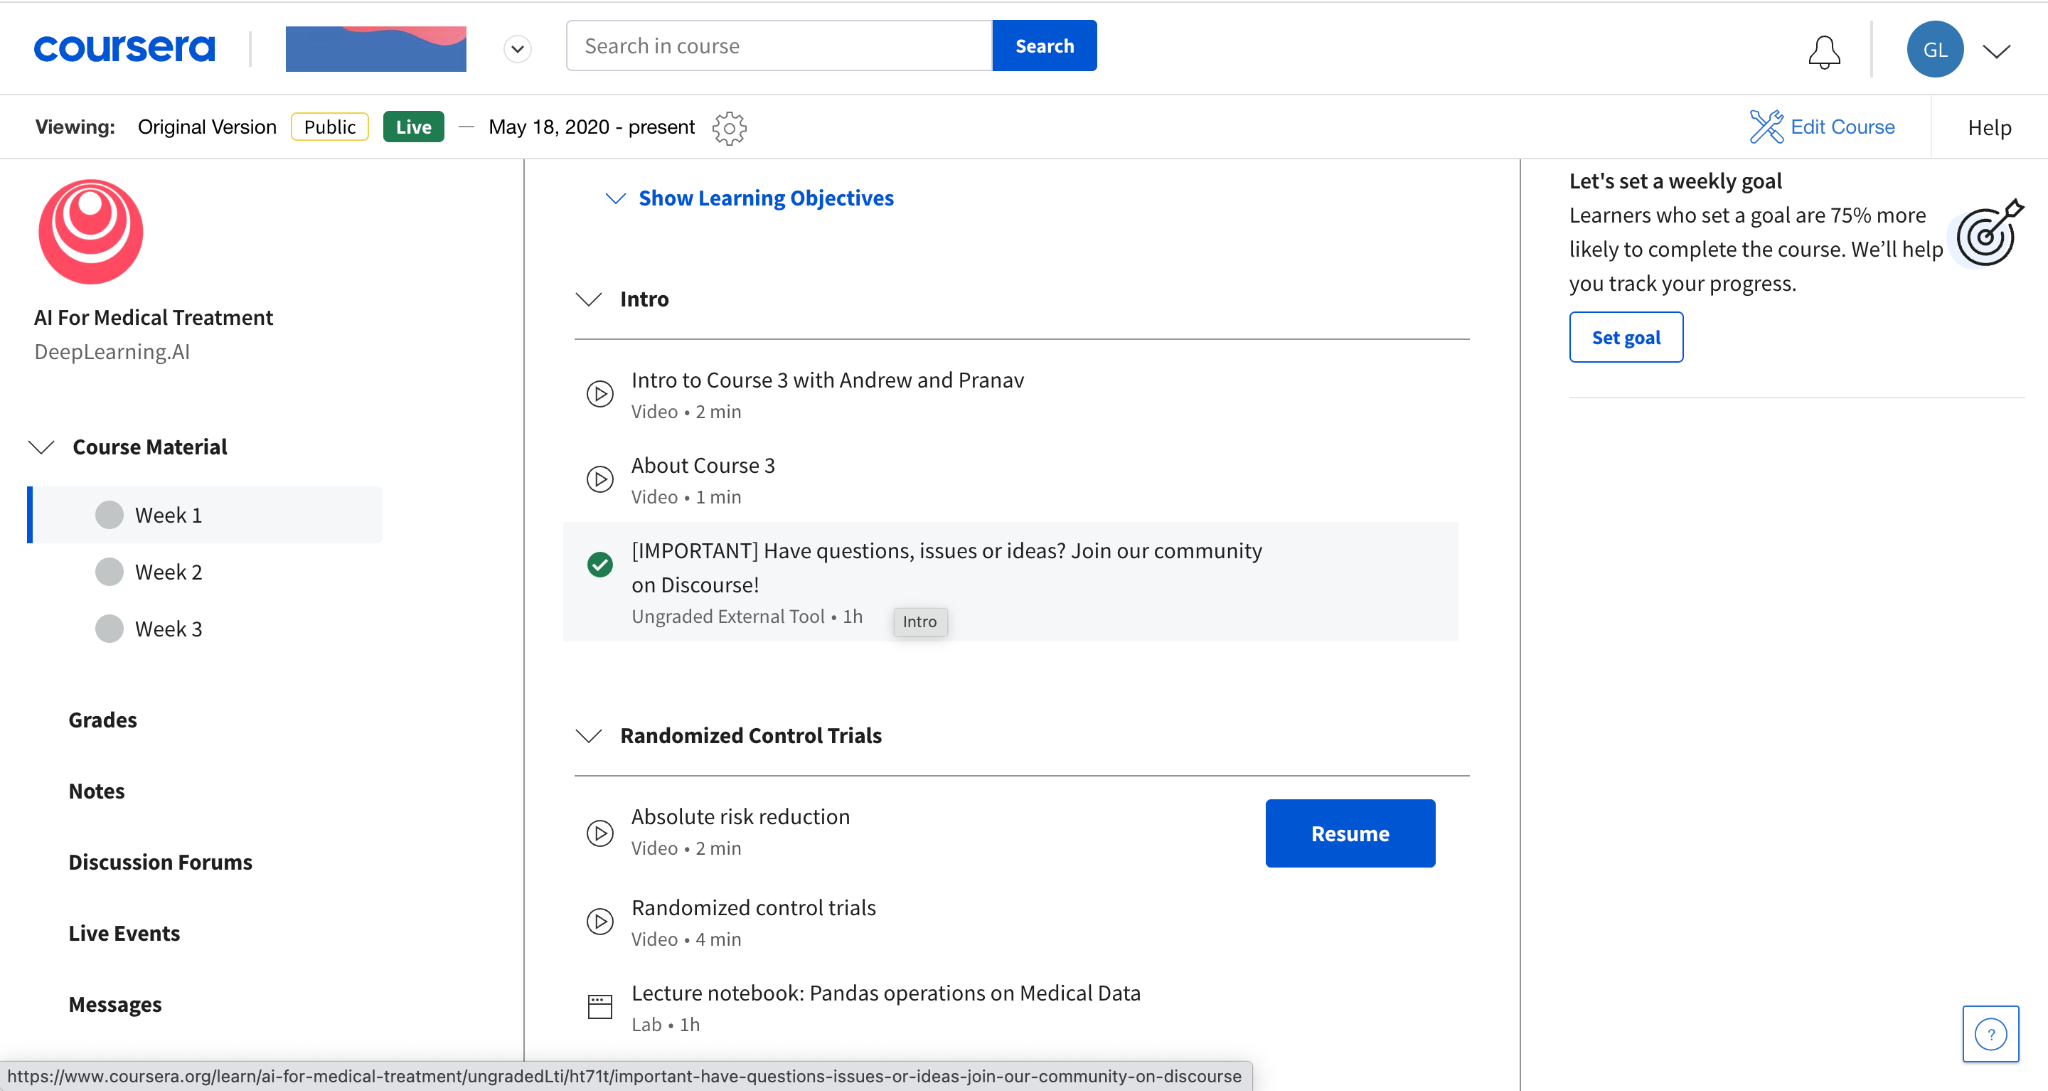 coursera
Search in course
Search
GL
Viewing: Original Version Public Live — May 18, 2020 - present
Edit Course
Help
AI For Medical Treatment
DeepLearning.AI
Course Material
Week 1
Week 2
Week 3
Grades
Notes
Discussion Forums
Live Events
Messages
Show Learning Objectives
Intro
Intro to Course 3 with Andrew and Pranav
Video • 2 min
About Course 3
Video • 1 min
[IMPORTANT] Have questions, issues or ideas? Join our community
on Discourse!
Ungraded External Tool • 1h
Intro
Randomized Control Trials
Absolute risk reduction
Video • 2 min
Resume
Randomized control trials
Video • 4 min
Lecture notebook: Pandas operations on Medical Data
Lab • 1h
Let's set a weekly goal
Learners who set a goal are 75% more
likely to complete the course. We’ll help
you track your progress.
Set goal
?
https://www.coursera.org/learn/ai-for-medical-treatment/ungradedLti/ht71t/important-have-questions-issues-or-ideas-join-our-community-on-discourse